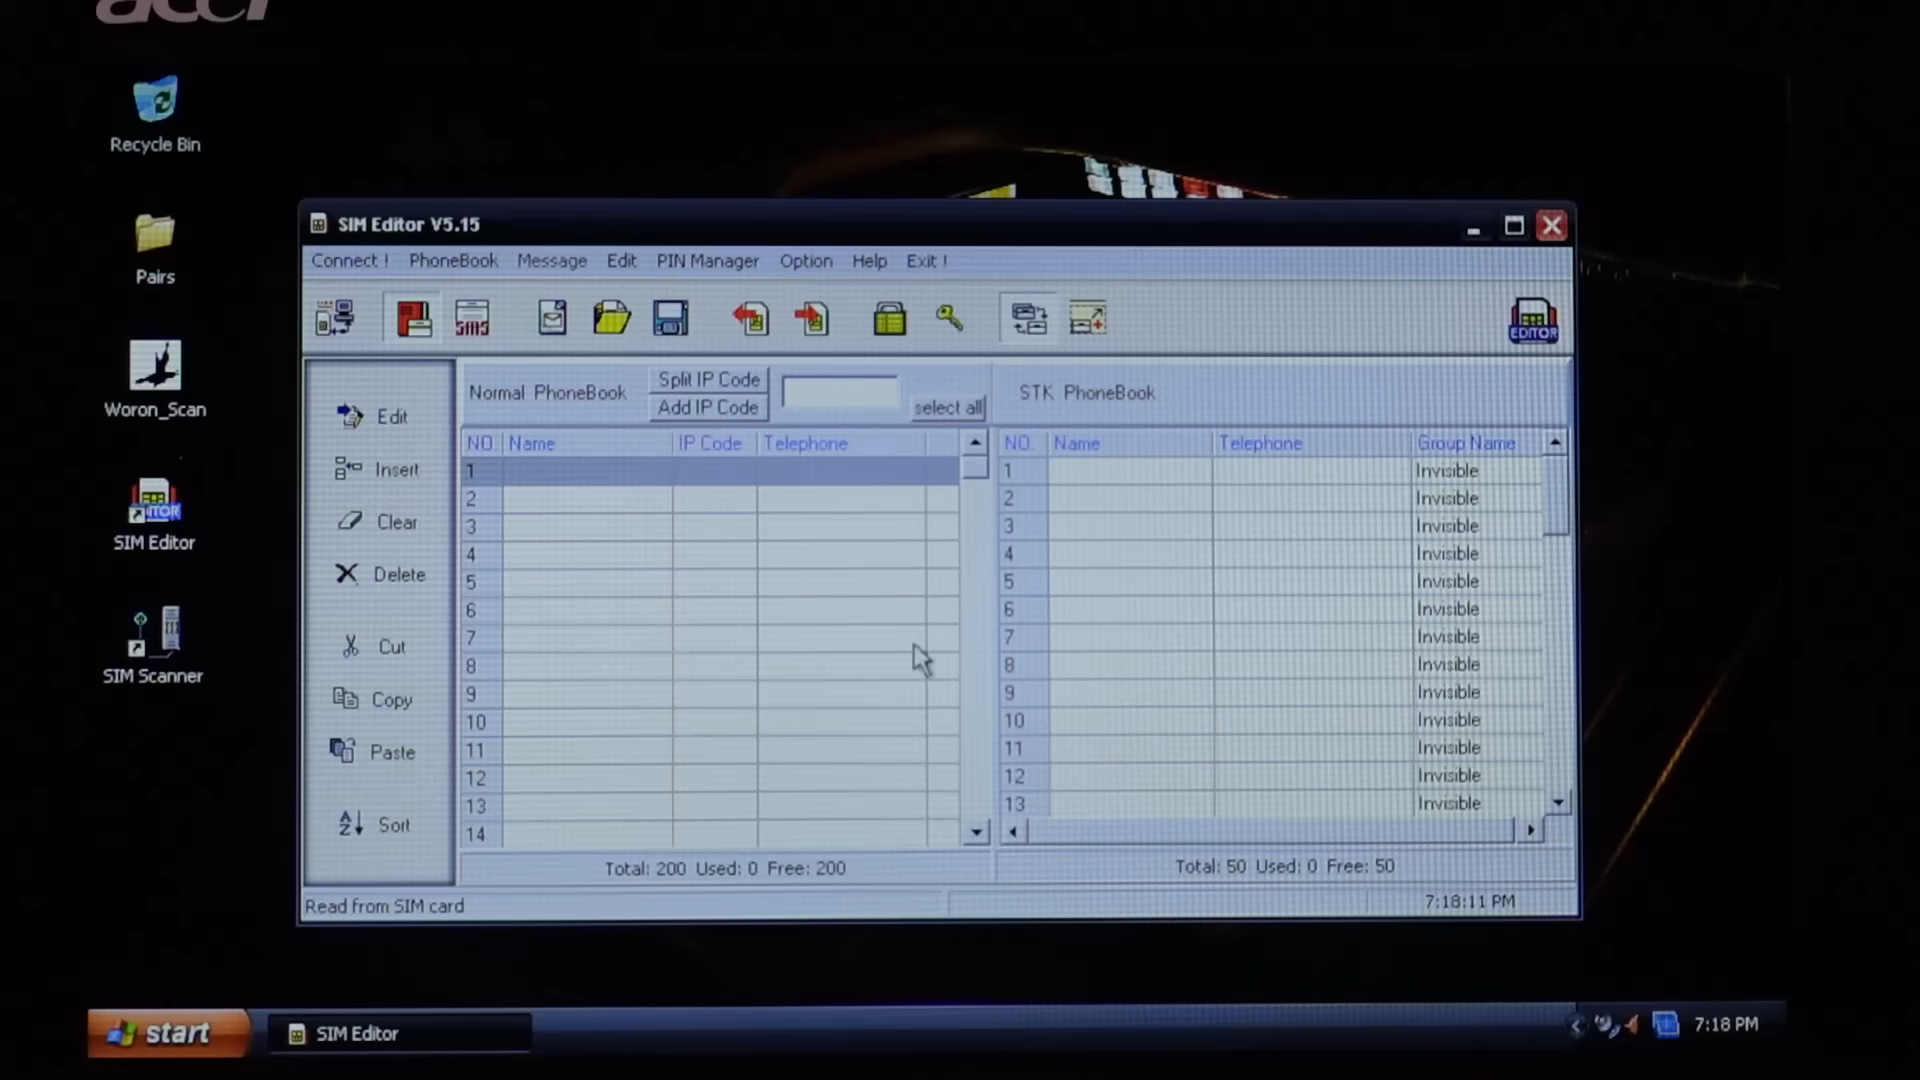 acer
Recycle Bin
Pairs
Woron_Scan
SIM Editor
SIM Scanner
SIM Editor V5.15
Connect ! PhoneBook Message Edit PIN Manager Option Help Exit !
SMS
EDITOR
Edit
Insert
Clear
Delete
Cut
Copy
Paste
Sort
Normal PhoneBook
Split IP Code
Add IP Code
select all
NO. Name IP Code Telephone
1
2
3
4
5
6
7
8
9
10
11
12
13
14
Total: 200 Used: 0 Free: 200
STK PhoneBook
NO. Name Telephone Group Name
1 Invisible
2 Invisible
3 Invisible
4 Invisible
5 Invisible
6 Invisible
7 Invisible
8 Invisible
9 Invisible
10 Invisible
11 Invisible
12 Invisible
13 Invisible
Total: 50 Used: 0 Free: 50
Read from SIM card
7:18:11 PM
start
SIM Editor
7:18 PM